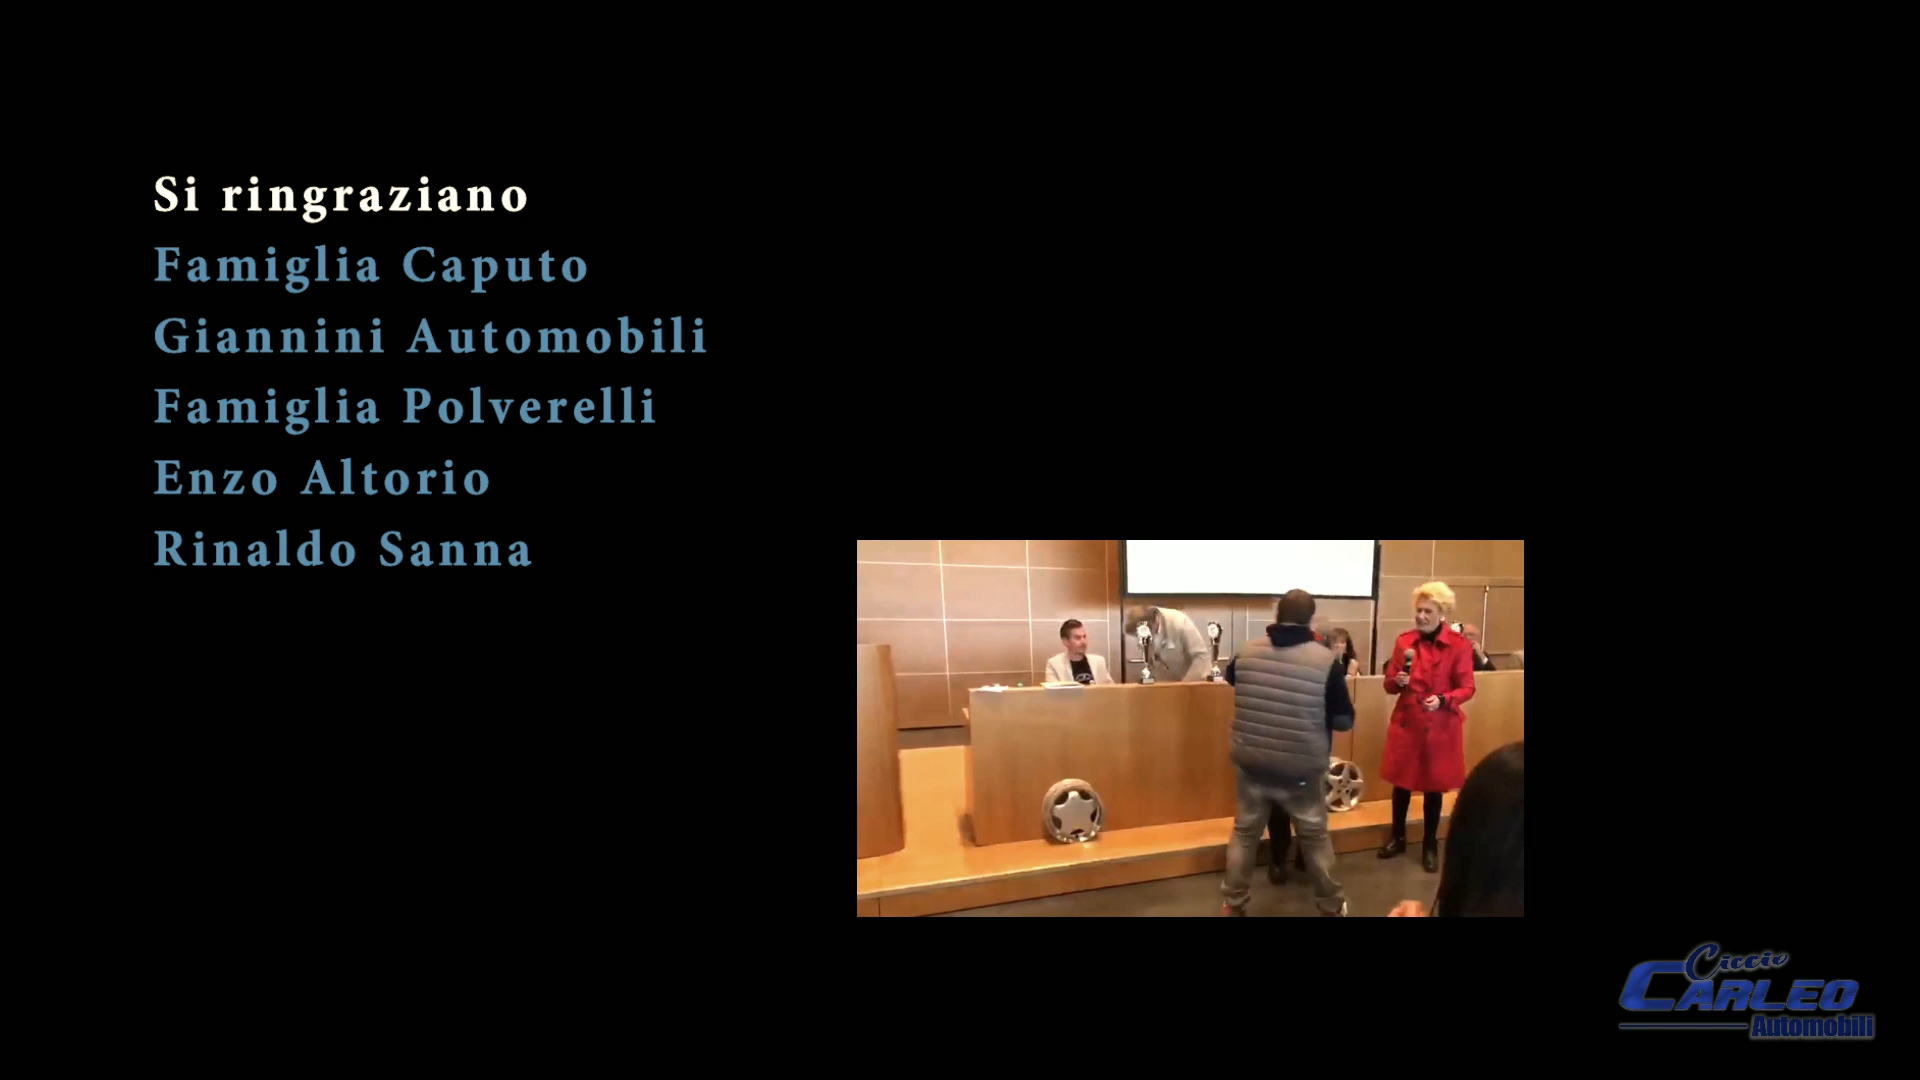 Si ringraziano
Famiglia Caputo
Giannini Automobili
Famiglia Polverelli
Enzo Altorio
Rinaldo Sanna
Ciccio
CARLEO
Automobili